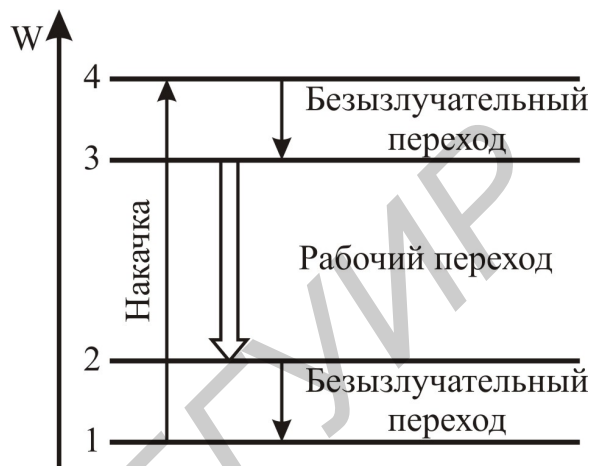 W
4
Безызлучательный
переход
3
Накачка
Рабочий переход
2
Безызлучательный
переход
1
БГУИР